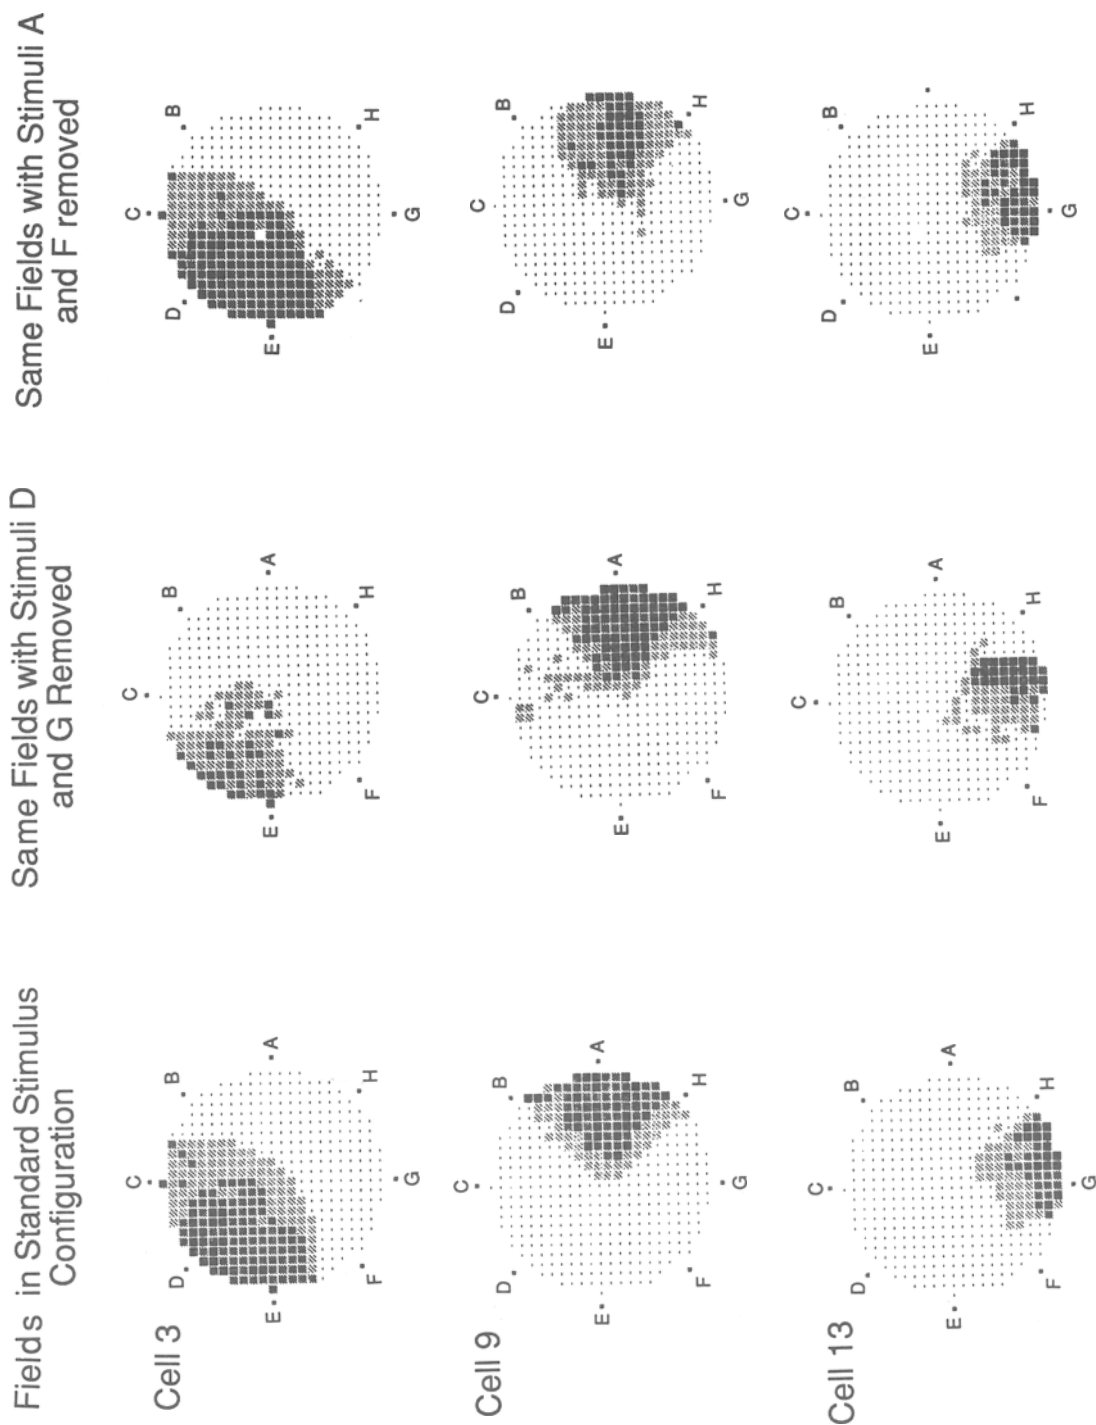 Fields in Standard Stimulus
Configuration
Same Fields with Stimuli D
and G Removed
Same Fields with Stimuli A
and F removed
Cell 3
C
D
B
E
A
F
H
G
C
B
E
A
F
H
C
D
B
E
H
G
Cell 9
C
D
B
E
A
F
H
G
C
B
E
A
F
H
C
D
B
E
H
G
Cell 13
C
D
B
E
A
F
H
G
C
B
E
A
F
H
C
D
B
E
H
G